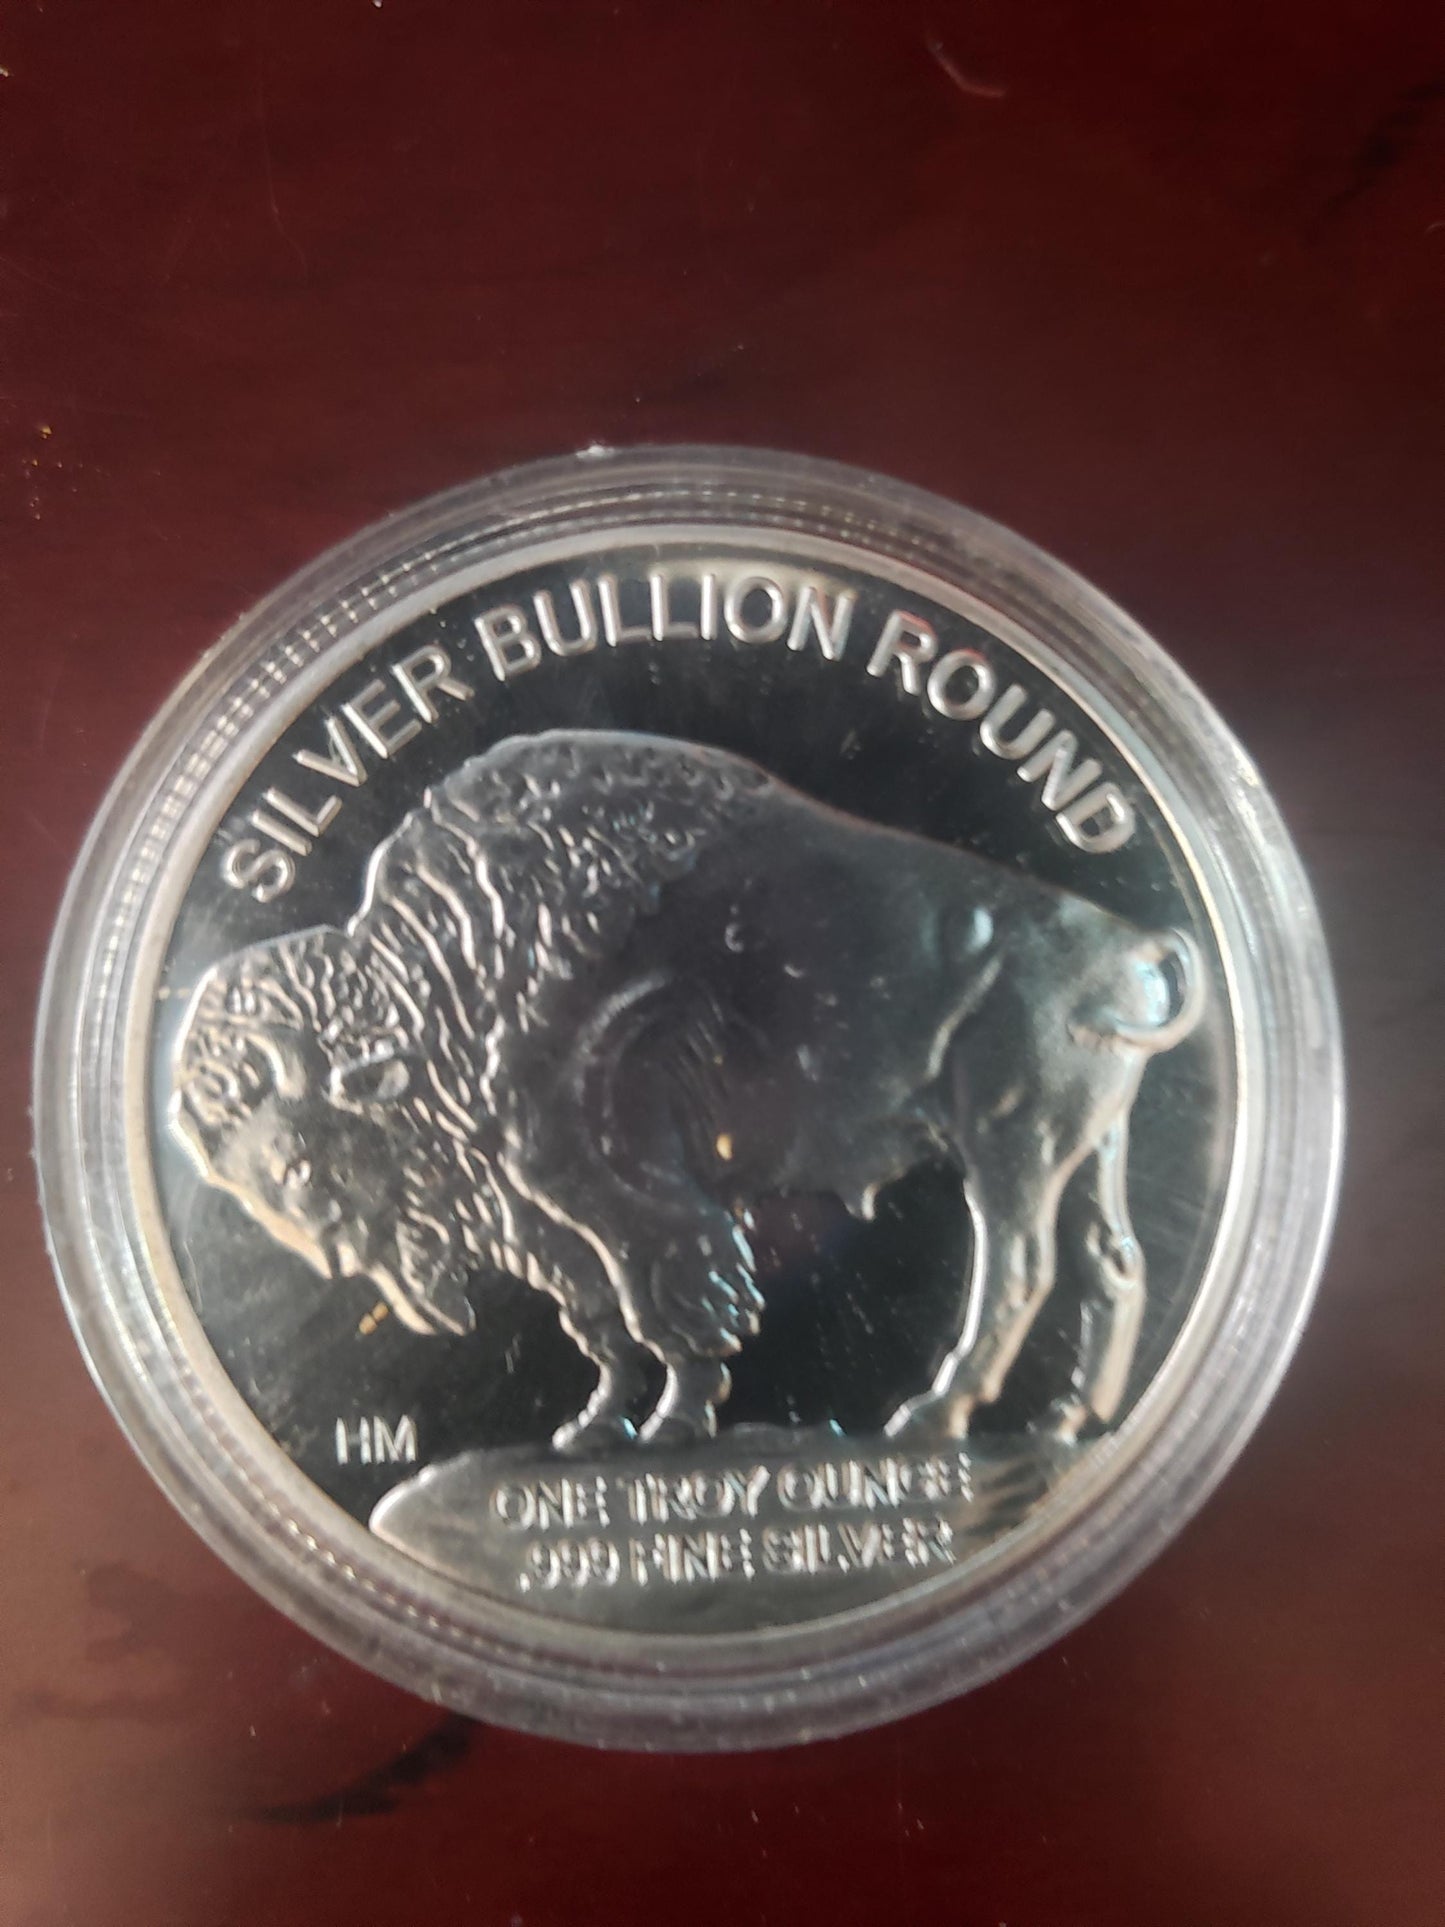 SILVER BULLION ROUND
HM
ONE TROY OUNCE
.999 FINE SILVER